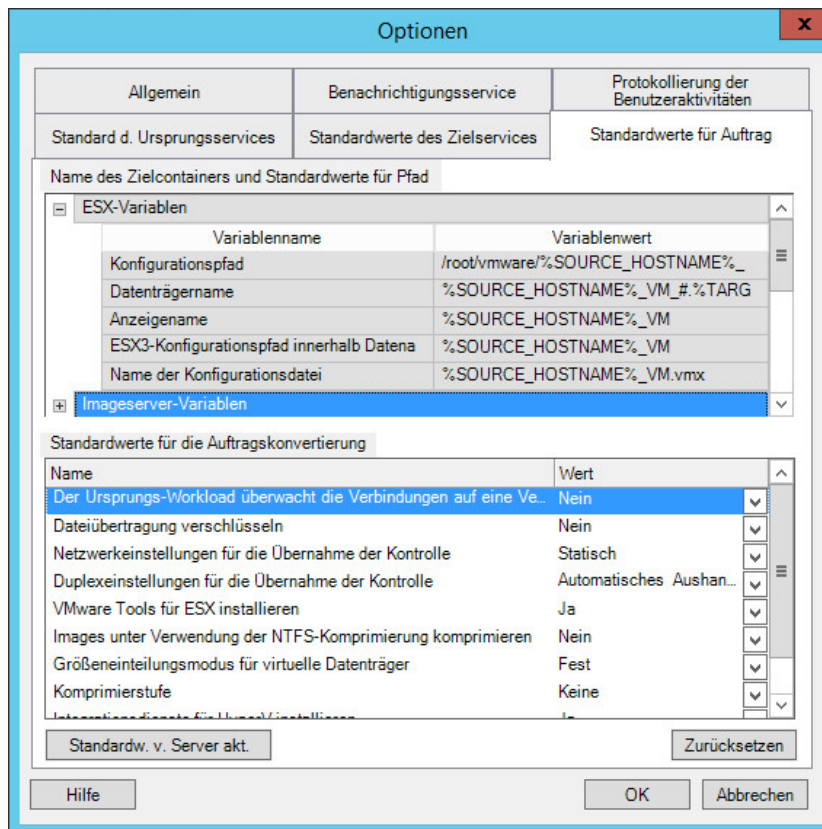 Optionen
x
Allgemein
Benachrichtigungsservice
Protokollierung der
Benutzeraktivitäten
Standard d. Ursprungsservices
Standardwerte des Zielservices
Standardwerte für Auftrag
Name des Zielcontainers und Standardwerte für Pfad
ESX-Variablen
Variablenname Variablenwert
Konfigurationspfad /root/vmware/%SOURCE_HOSTNAME%_
Datenträgername %SOURCE_HOSTNAME%_VM_#.%TARG
Anzeigename %SOURCE_HOSTNAME%_VM
ESX3-Konfigurationspfad innerhalb Datena %SOURCE_HOSTNAME%_VM
Name der Konfigurationsdatei %SOURCE_HOSTNAME%_VM.vmx
Imageserver-Variablen
Standardwerte für die Auftragskonvertierung
Name Wert
Der Ursprungs-Workload überwacht die Verbindungen auf eine Ve... Nein
Dateiübertragung verschlüsseln Nein
Netzwerkeinstellungen für die Übernahme der Kontrolle Statisch
Duplexeinstellungen für die Übernahme der Kontrolle Automatisches Aushan...
VMware Tools für ESX installieren Ja
Images unter Verwendung der NTFS-Komprimierung komprimieren Nein
Größeneinteilungsmodus für virtuelle Datenträger Fest
Komprimierstufe Keine
Standardw. v. Server akt.
Zurücksetzen
Hilfe
OK
Abbrechen